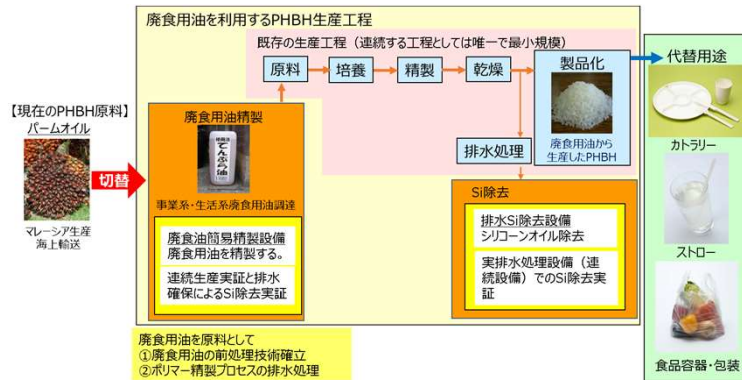 廃食用油を利用するPHBH生産工程
既存の生産工程（連続する工程としては唯一で最小規模）
原料
培養
精製
乾燥
製品化
廃食用油から
生産したPHBH
排水処理
【現在のPHBH原料】
パームオイル
マレーシア生産
海上輸送
切替
廃食用油精製
てんぷら油
事業系・生活系廃食用油調達
廃食油簡易精製設備
廃食用油を精製する。
連続生産実証と排水
確保によるSi除去実証
Si除去
排水Si除去設備
シリコーンオイル除去
実排水処理設備（連
続設備）でのSi除去実
証
廃食用油を原料として
①廃食用油の前処理技術確立
②ポリマー精製プロセスの排水処理
代替用途
カトラリー
ストロー
食品容器・包装